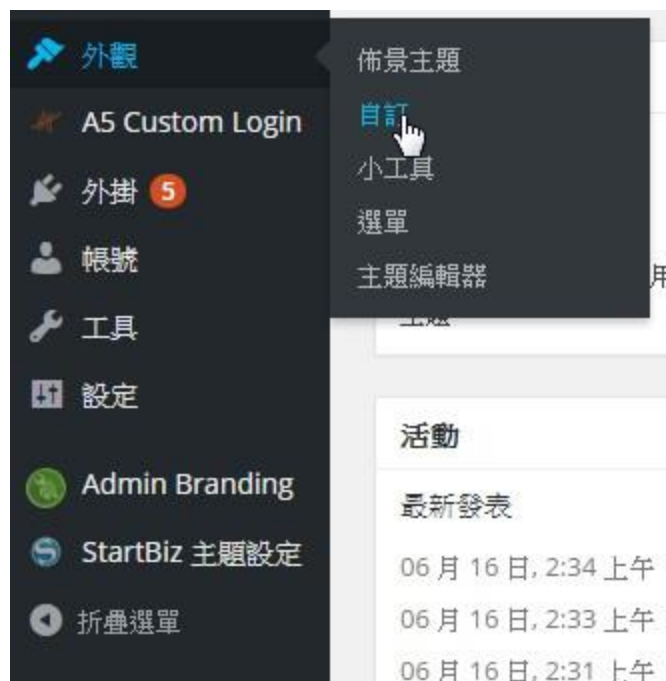 外觀
A5 Custom Login
外掛 5
帳號
工具
設定
Admin Branding
StartBiz 主題設定
折疊選單
佈景主題
自訂
小工具
選單
主題編輯器
用
主題
活動
最新發表
06 月 16 日, 2:34 上午
06 月 16 日, 2:33 上午
06 月 16 日, 2:31 上午